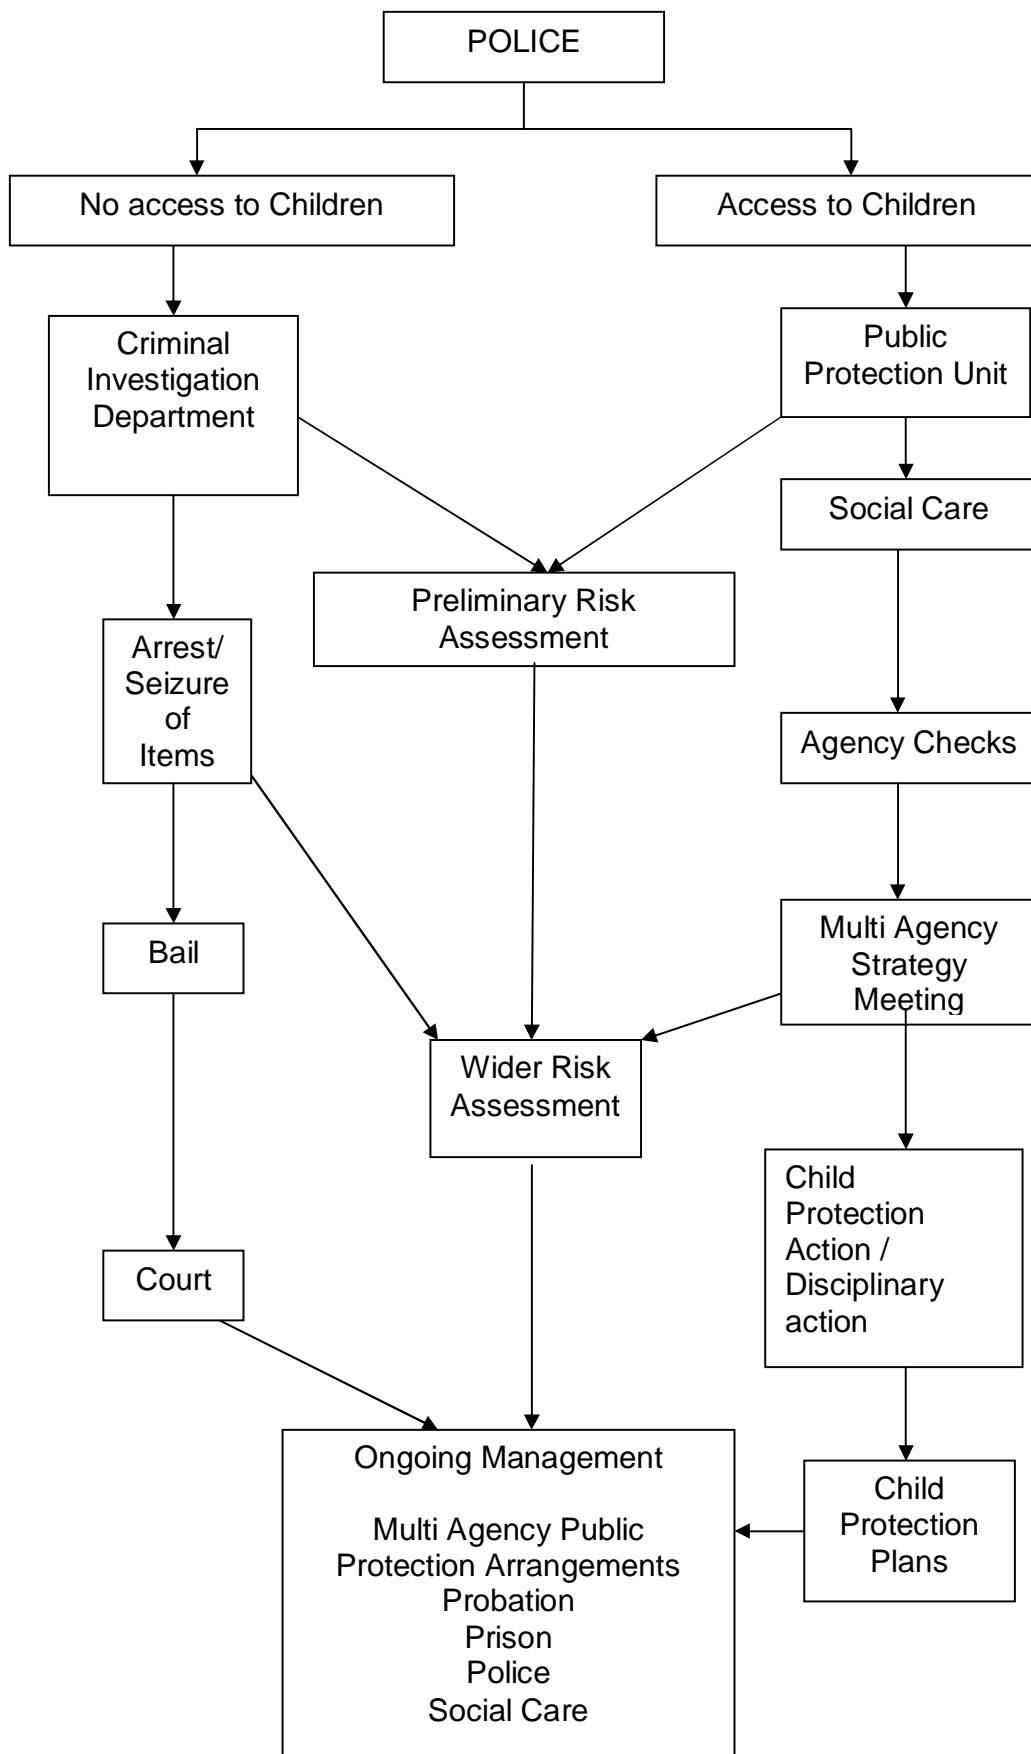 POLICE
No access to Children
Access to Children
Criminal
Investigation
Department
Public
Protection Unit
Social Care
Preliminary Risk
Assessment
Arrest/
Seizure
of
Items
Agency Checks
Bail
Multi Agency
Strategy
Meeting
Wider Risk
Assessment
Child
Protection
Action /
Disciplinary
action
Court
Ongoing Management
Multi Agency Public
Protection Arrangements
Probation
Prison
Police
Social Care
Child
Protection
Plans